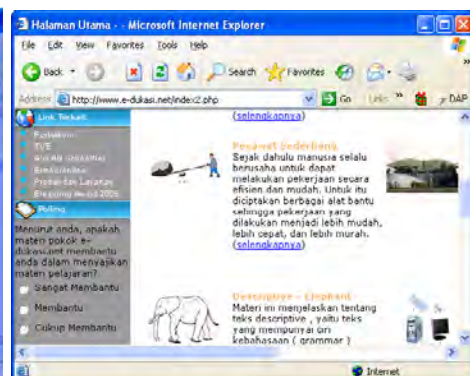 Halaman Utama - - Microsoft Internet Explorer
File Edit View Favorites Tools Help
Back Search Favorites
Address http://www.e-dukasi.net/index2.php Go Links DAP
Link Terkait
TVE
Produk dan Layanan
Polling
Menurut anda, apakah
materi pokok e-
dukasi.net membantu
anda dalam menyajikan
materi pelajaran?
Sangat Membantu
Membantu
Cukup Membantu
(selengkapnya)
Pesawat Sederhana
Sejak dahulu manusia selalu
berusaha untuk dapat
melakukan pekerjaan secara
efisien dan mudah. Untuk itu
diciptakan berbagai alat bantu
sehingga pekerjaan yang
dilakukan menjadi lebih mudah,
lebih cepat, dan lebih murah.
(selengkapnya)
Descriptive - Elephant
Materi ini menjelaskan tentang
teks descriptive , yaitu teks
yang mempunyai ciri
kebahasaan ( grammar )
Internet